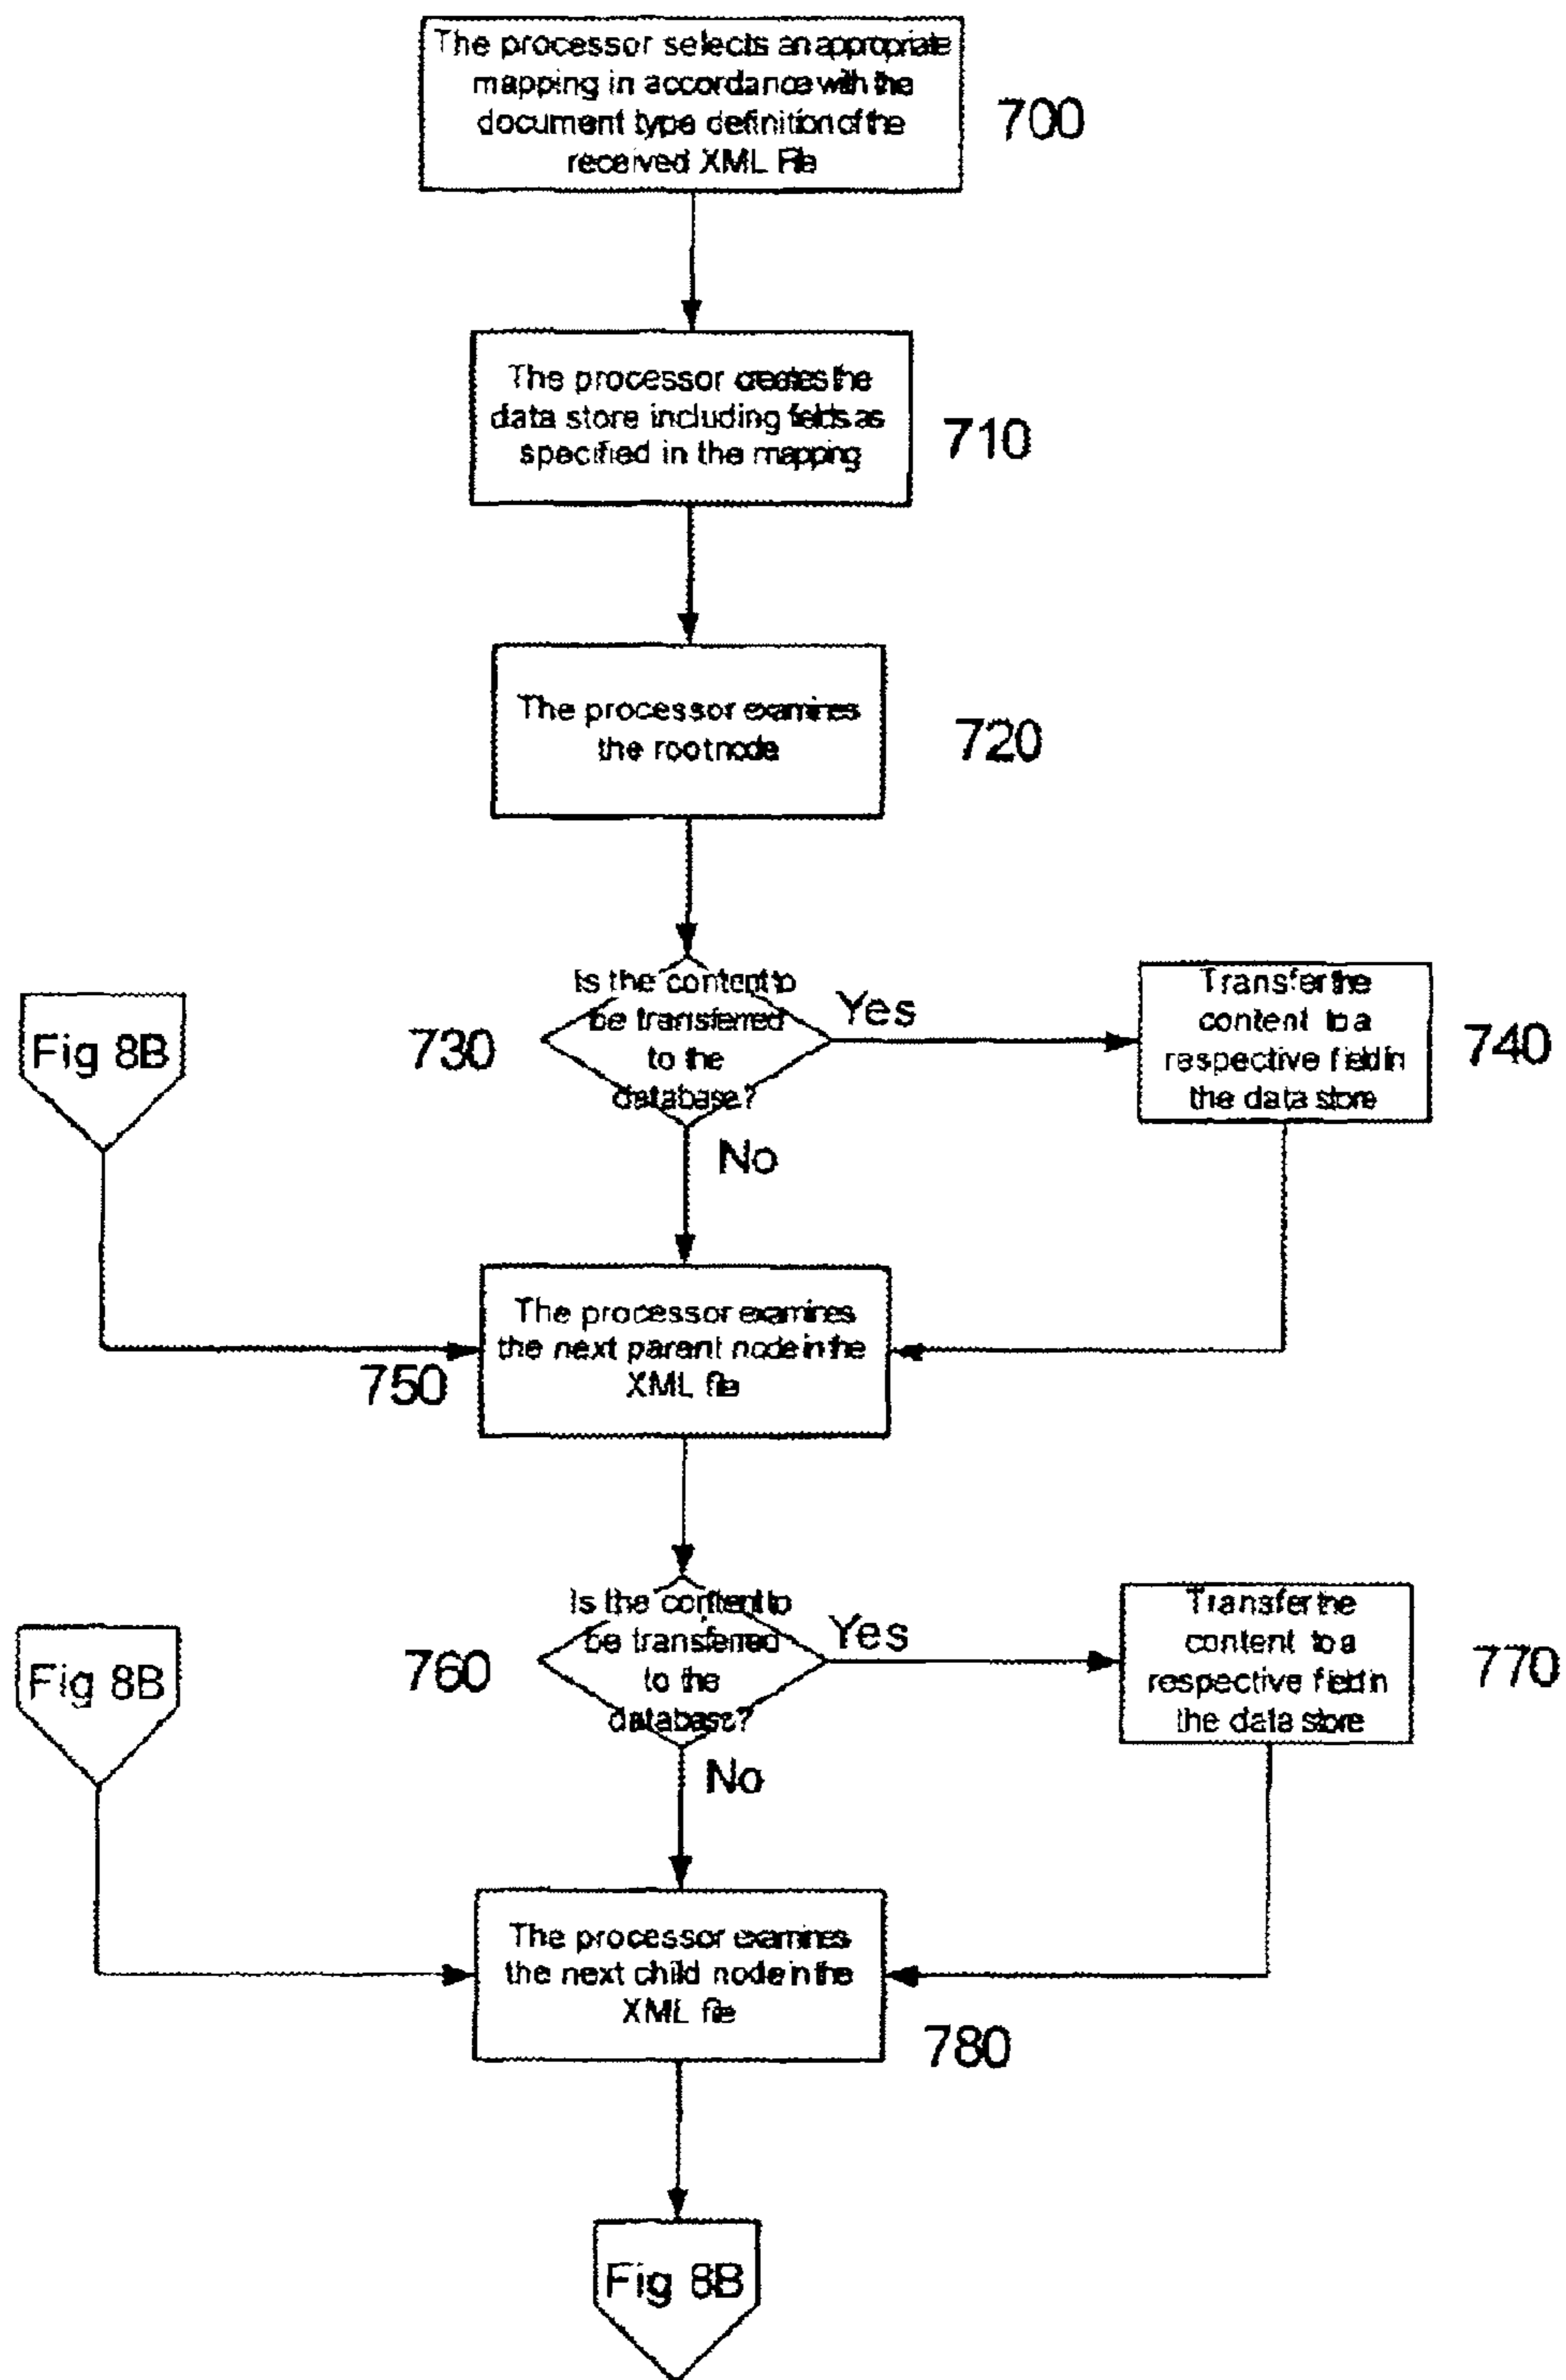 The processor selects an appropriate
mapping in accordance with the
document type definition of the
received XML File
700
The processor creates the
data store including fields as
specified in the mapping
710
The processor examines
the root node
720
Is the content to
be transferred
to the
database?
730
Yes
Transfer the
content to a
respective field in
the data store
740
Fig 8B
No
The processor examines
the next parent node in the
XML file
750
Is the content to
be transferred
to the
database?
760
Yes
Transfer the
content to a
respective field in
the data store
770
Fig 8B
No
The processor examines
the next child node in the
XML file
780
Fig 8B